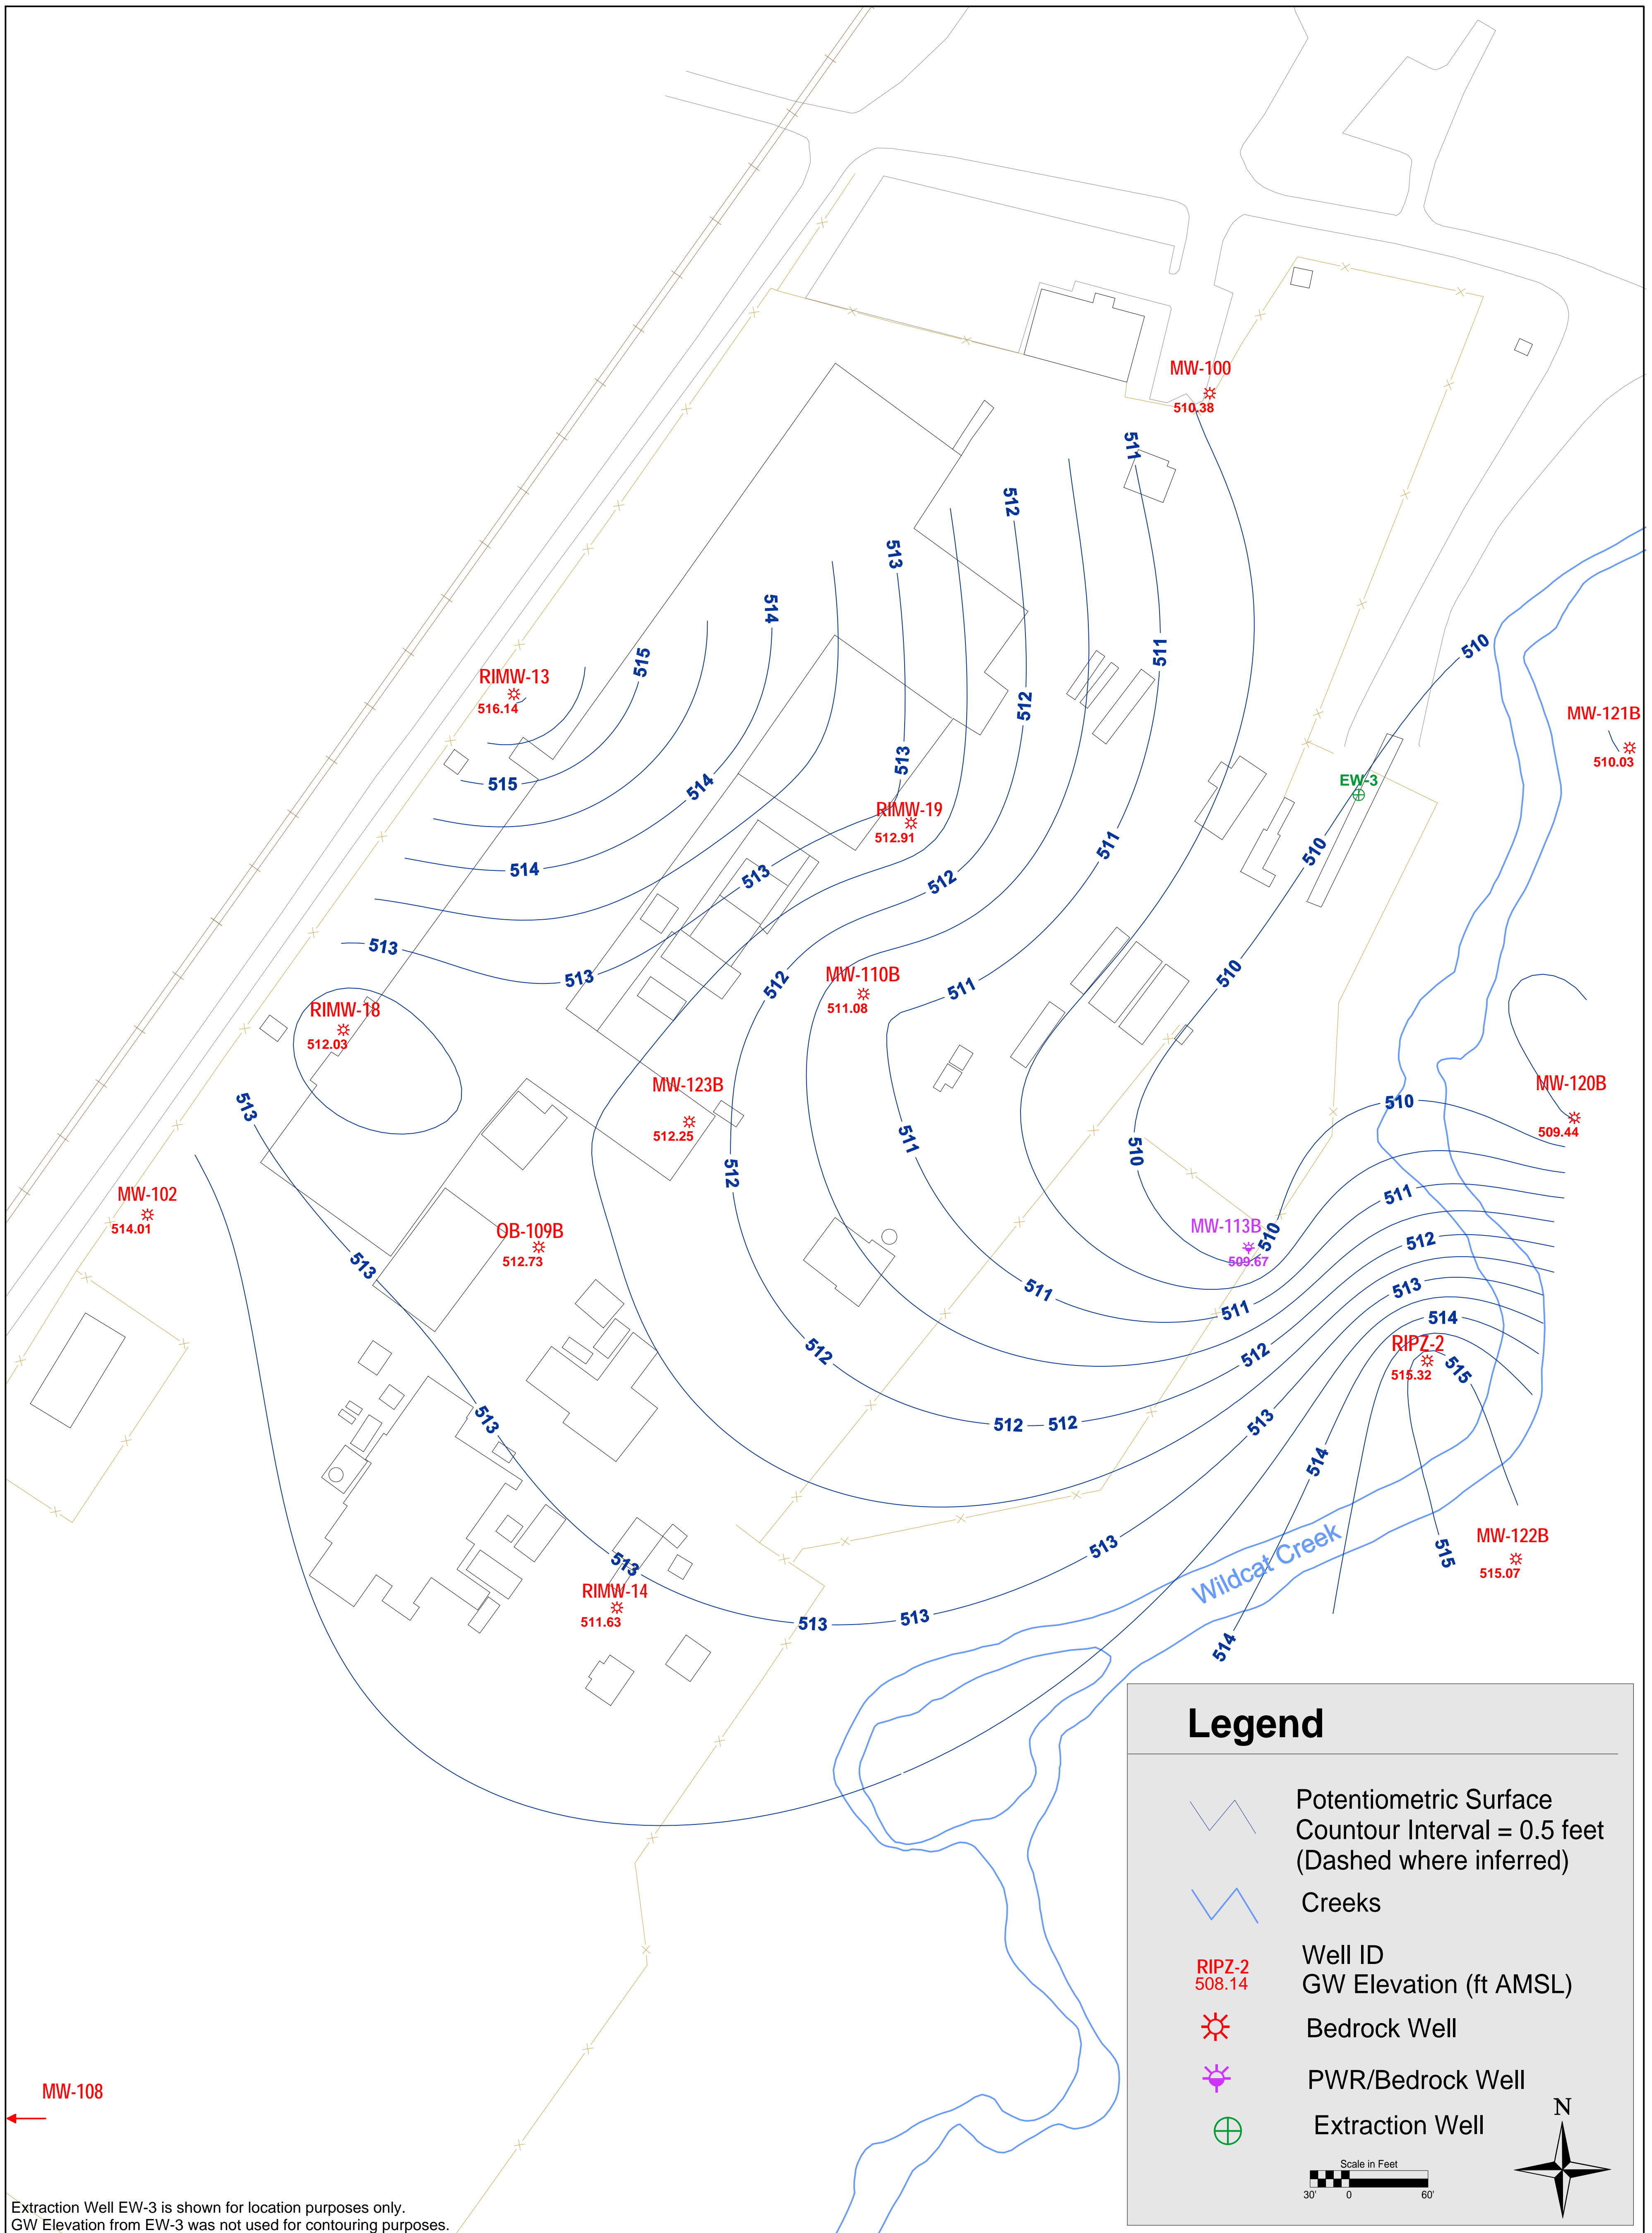 MW-100
510.38
511
512
513
514
510
RIMW-13
516.14
515
511
512
MW-121B
510.03
513
515
514
EW-3
RIMW-19
512.91
511
510
514
513
512
513
513
510
MW-110B
511.08
512
511
RIMW-18
512.03
MW-123B
512.25
MW-120B
509.44
510
513
511
510
512
511
MW-102
514.01
OB-109B
512.73
MW-113B
509.67
510
512
513
513
511
511
514
RIPZ-2
515.32
515
512
512
513
513
512
512
514
515
MW-122B
515.07
513
513
RIMW-14
511.63
513
513
514
Wildcat Creek
Legend
Potentiometric Surface
Countour Interval = 0.5 feet
(Dashed where inferred)
Creeks
RIPZ-2
508.14
Well ID
GW Elevation (ft AMSL)
Bedrock Well
PWR/Bedrock Well
Extraction Well
N
Scale in Feet
30' 0 60'
MW-108
Extraction Well EW-3 is shown for location purposes only.
GW Elevation from EW-3 was not used for contouring purposes.